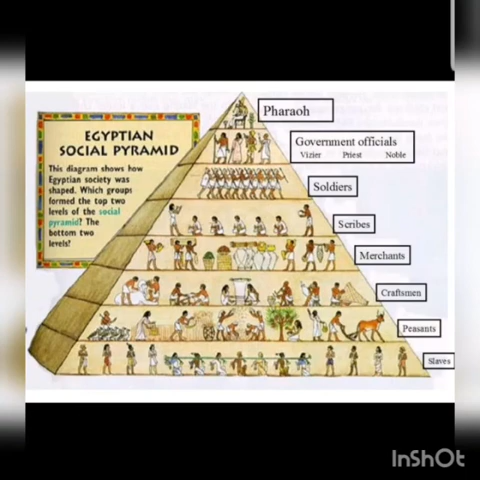 EGYPTIAN
SOCIAL PYRAMID
This diagram shows how
Egyptian society was
shaped. Which groups
formed the top two
levels of the social
pyramid? The
bottom two
levels?
Pharaoh
Government officials
Vizier Priest Noble
Soldiers
Scribes
Merchants
Craftsmen
Peasants
Slaves
InShOt